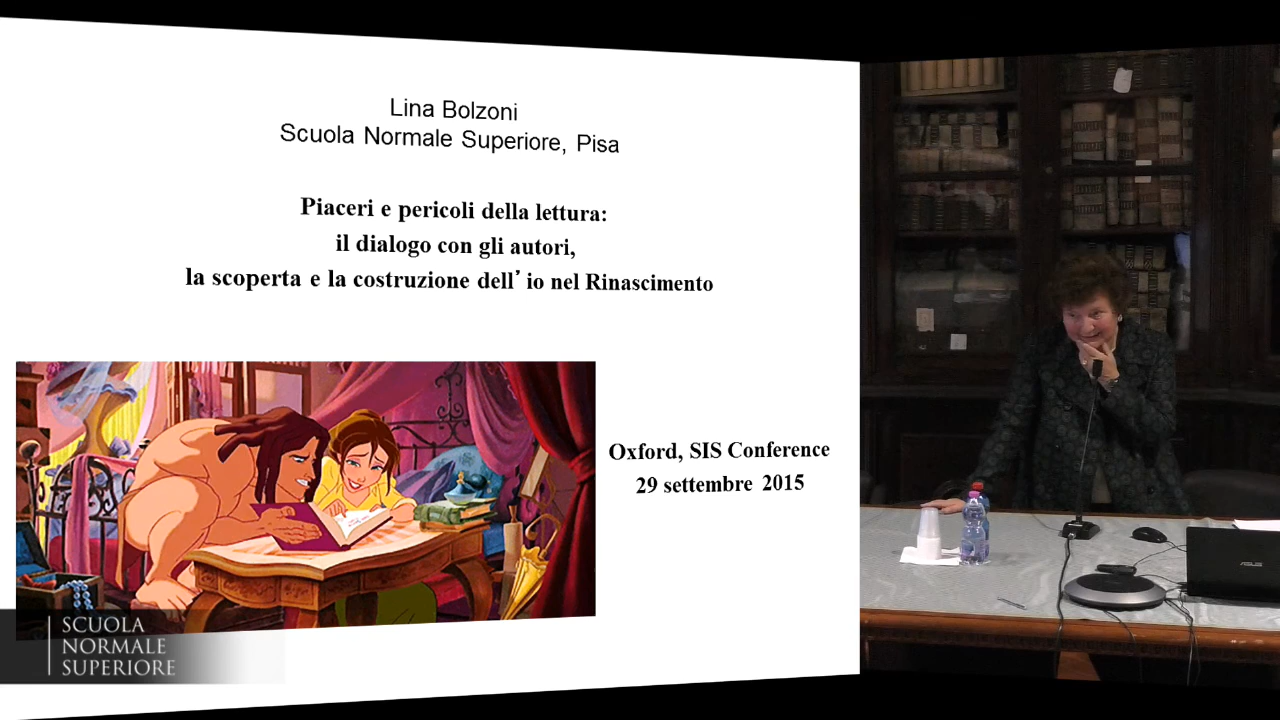 Lina Bolzoni
Scuola Normale Superiore, Pisa
Piaceri e pericoli della lettura:
il dialogo con gli autori,
la scoperta e la costruzione dell’ io nel Rinascimento
Oxford, SIS Conference
29 settembre 2015
SCUOLA
NORMALE
SUPERIORE
ASUS